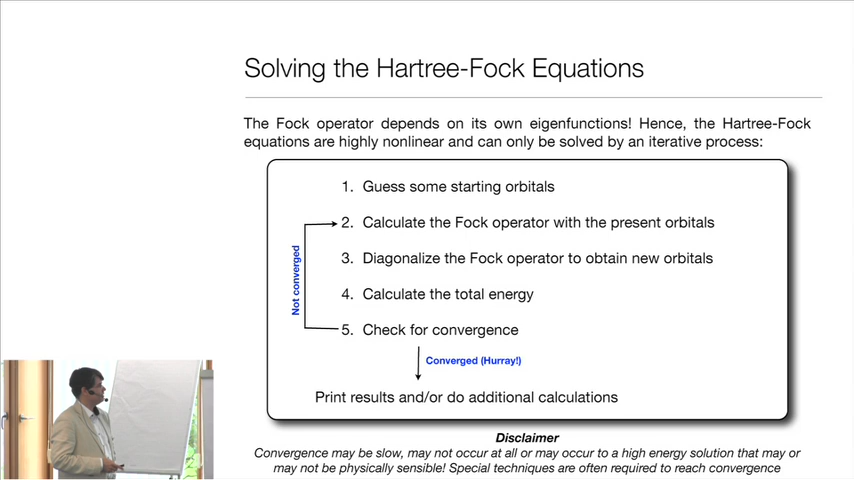 Solving the Hartree-Fock Equations
The Fock operator depends on its own eigenfunctions! Hence, the Hartree-Fock
equations are highly nonlinear and can only be solved by an iterative process:
1. Guess some starting orbitals
2. Calculate the Fock operator with the present orbitals
3. Diagonalize the Fock operator to obtain new orbitals
4. Calculate the total energy
5. Check for convergence
Not converged
Converged (Hurray!)
Print results and/or do additional calculations
Disclaimer
Convergence may be slow, may not occur at all or may occur to a high energy solution that may or
may not be physically sensible! Special techniques are often required to reach convergence